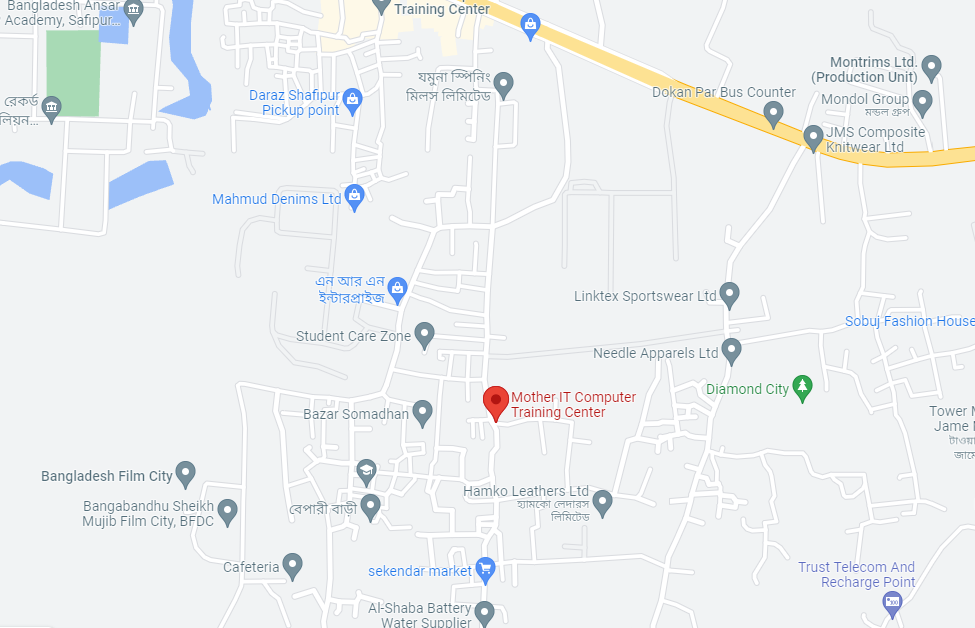 Bangladesh Ansar
Academy, Safipur...
Training Center
রেকর্ড
লিয়ন...
Daraz Shafipur
Pickup point
যমুনা স্পিনিং
মিলস লিমিটেড
Montrims Ltd.
(Production Unit)
Dokan Par Bus Counter
Mondol Group
মন্ডল গ্রুপ
JMS Composite
Knitwear Ltd
Mahmud Denims Ltd
এন আর এন
ইন্টারপ্রাইজ
Linktex Sportswear Ltd
Sobuj Fashion House
Student Care Zone
Needle Apparels Ltd
Diamond City
Mother IT Computer
Training Center
Bazar Somadhan
Tower M
Jame M
টাওয়া
জামে
Bangladesh Film City
Hamko Leathers Ltd
হ্যামকো লেদারস
লিমিটেড
Bangabandhu Sheikh
Mujib Film City, BFDC
বেপারী বাড়ী
Cafeteria
sekendar market
Trust Telecom And
Recharge Point
Al-Shaba Battery
Water Supplier